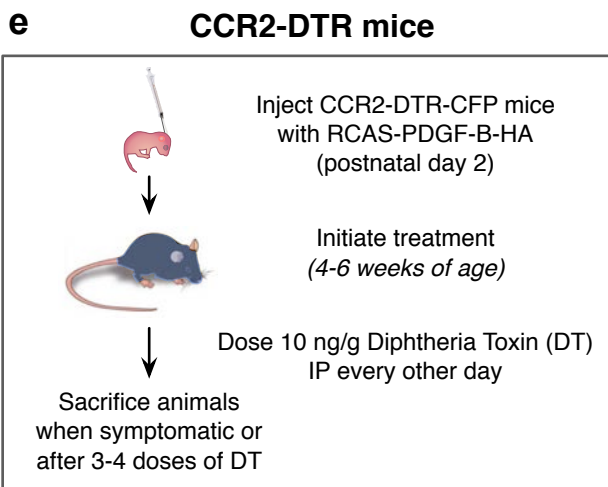 e
CCR2-DTR mice
Inject CCR2-DTR-CFP mice
with RCAS-PDGF-B-HA
(postnatal day 2)
Initiate treatment
(4-6 weeks of age)
Dose 10 ng/g Diphtheria Toxin (DT)
IP every other day
Sacrifice animals
when symptomatic or
after 3-4 doses of DT